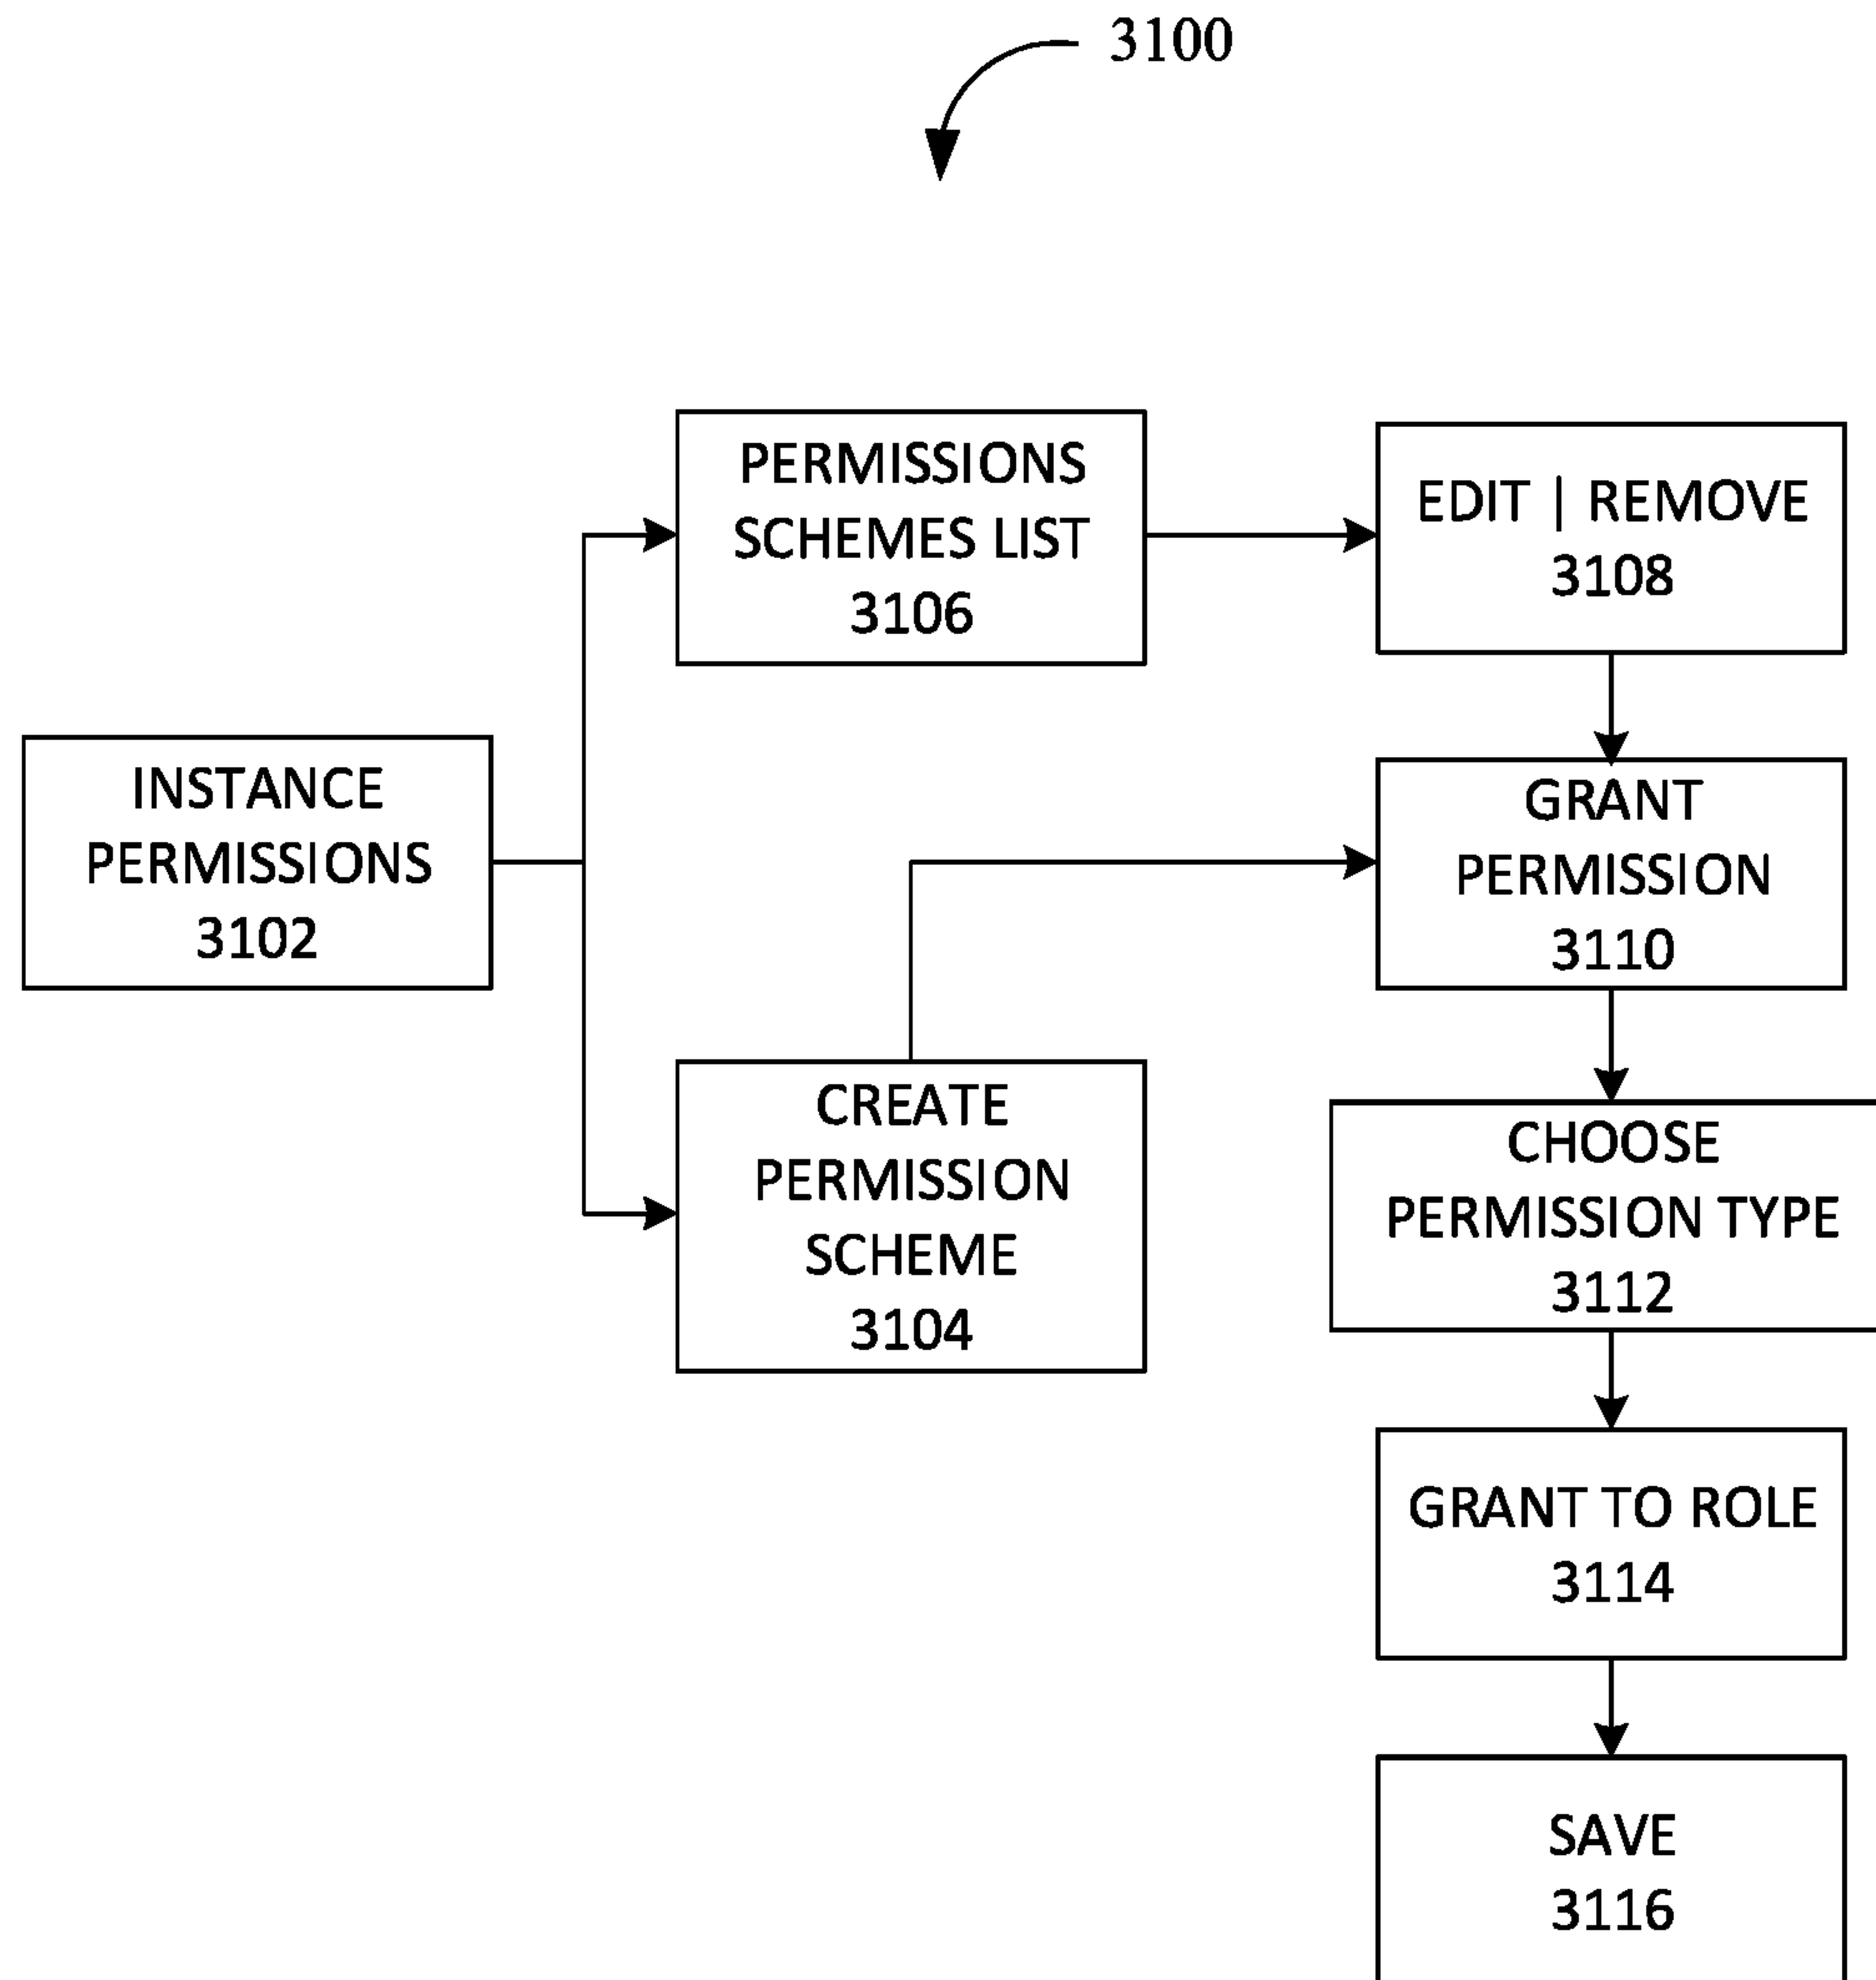 3100
PERMISSIONS
SCHEMES LIST
3106
EDIT | REMOVE
3108
INSTANCE
PERMISSIONS
3102
GRANT
PERMISSION
3110
CREATE
PERMISSION
SCHEME
3104
CHOOSE
PERMISSION TYPE
3112
GRANT TO ROLE
3114
SAVE
3116